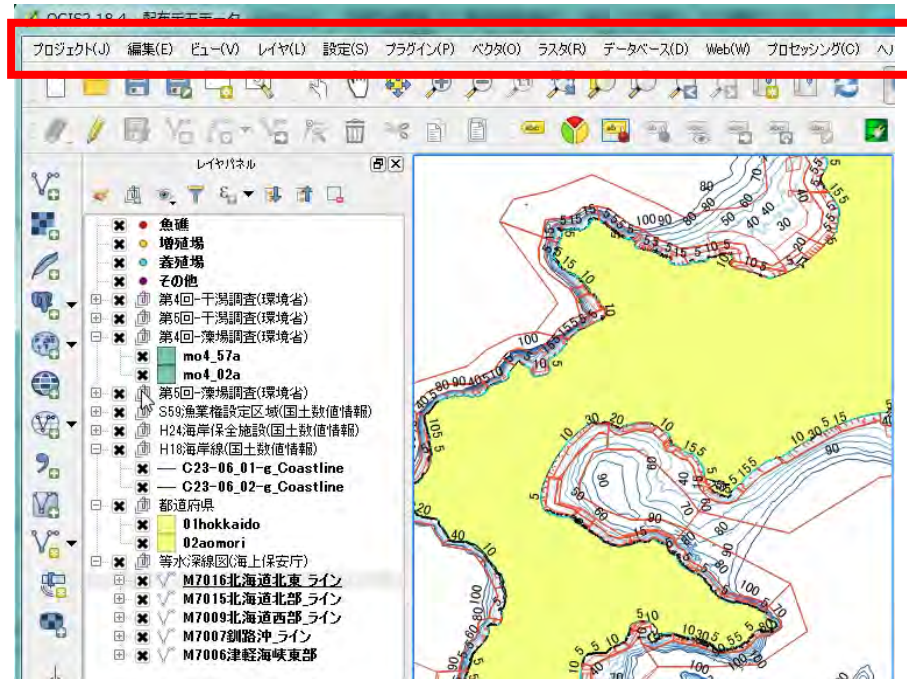 QGIS2.18.4 配布デモデータ
プロジェクト(J) 編集(E) ビュー(V) レイヤ(L) 設定(S) プラグイン(P) ベクタ(O) ラスタ(R) データベース(D) Web(W) プロセッシング(C) ヘル
レイヤパネル
魚礁
増殖場
養殖場
その他
第4回-干潟調査(環境省)
第5回-干潟調査(環境省)
第4回-藻場調査(環境省)
mo4_57a
mo4_02a
第5回-藻場調査(環境省)
S59漁業権設定区域(国土数値情報)
H24海岸保全施設(国土数値情報)
H18海岸線(国土数値情報)
C23-06_01-g_Coastline
C23-06_02-g_Coastline
都道府県
01hokkaido
02aomori
等水深線図(海上保安庁)
M7016北海道北東_ライン
M7015北海道北部_ライン
M7009北海道西部_ライン
M7007釧路沖_ライン
M7006津軽海峡東部